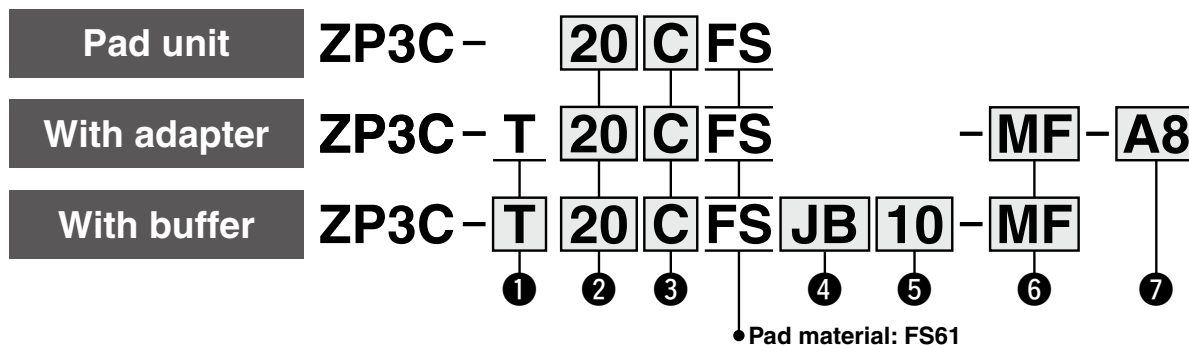 Pad unit ZP3C- 20 C FS
With adapter ZP3C-T 20 C FS -MF-A8
With buffer ZP3C-T 20 C FS JB 10-MF
❶ ❷ ❸ ❹ ❺ ❻ ❼
●Pad material: FS61